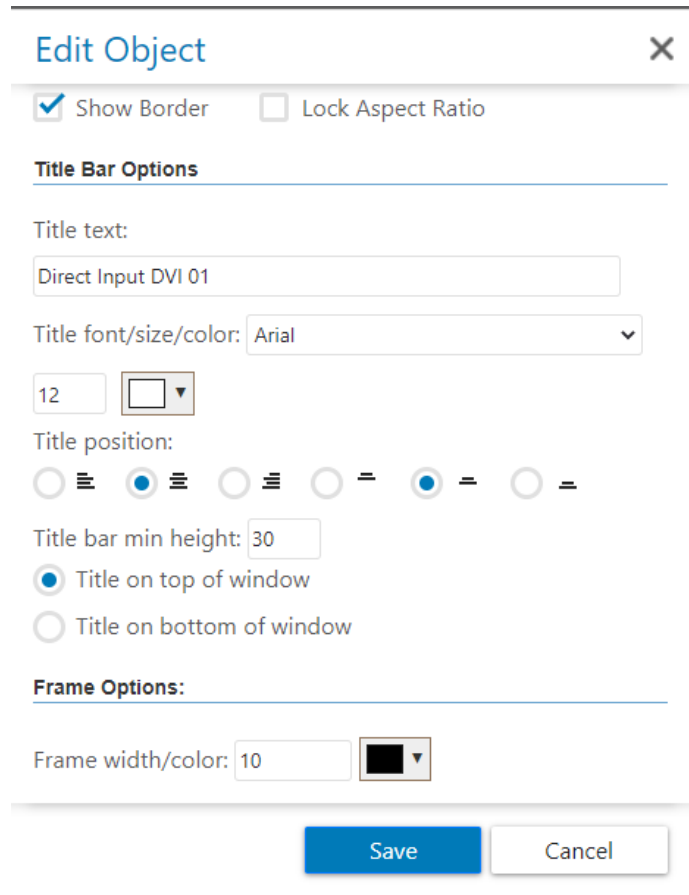 Edit Object
Show Border Lock Aspect Ratio
Title Bar Options
Title text:
Direct Input DVI 01
Title font/size/color: Arial
12
Title position:
Title bar min height: 30
Title on top of window
Title on bottom of window
Frame Options:
Frame width/color: 10
Save Cancel